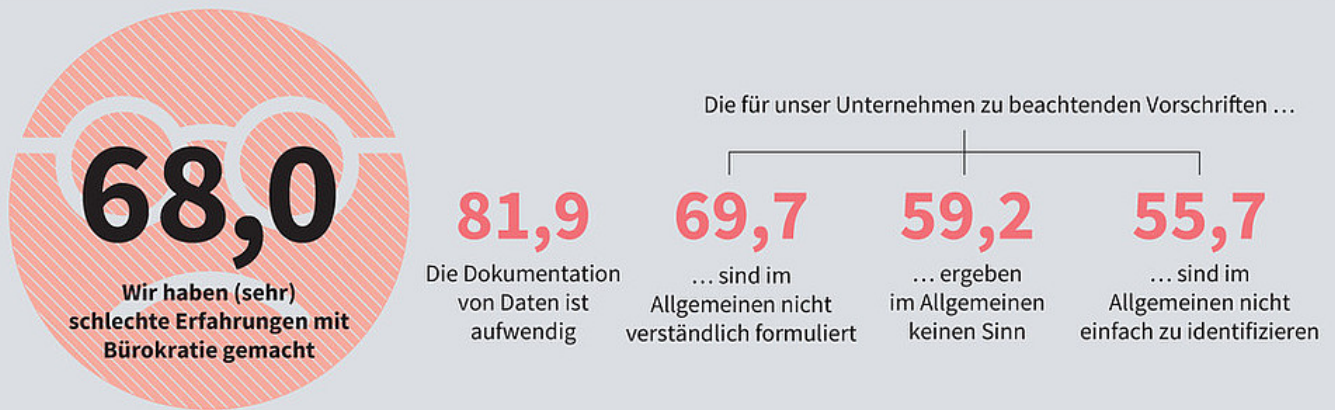 68,0
Wir haben (sehr)
schlechte Erfahrungen mit
Bürokratie gemacht
81,9
Die Dokumentation
von Daten ist
aufwendig
Die für unser Unternehmen zu beachtenden Vorschriften …
69,7
… sind im
Allgemeinen nicht
verständlich formuliert
59,2
… ergeben
im Allgemeinen
keinen Sinn
55,7
… sind im
Allgemeinen nicht
einfach zu identifizieren